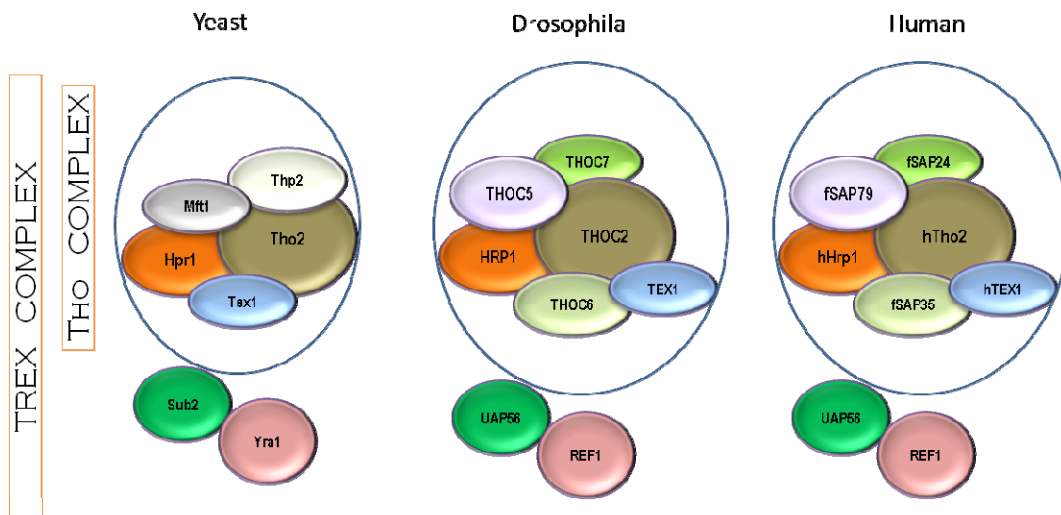 Yeast
Drosophila
Human
TREX COMPLEX
THO COMPLEX
Thp2
Mft1
Tho2
Hpr1
Tex1
Sub2
Yra1
THOC7
THOC5
THOC2
HRP1
TEX1
THOC6
UAP56
REF1
fSAP24
fSAP79
hTho2
hHrp1
hTEX1
fSAP35
UAP56
REF1